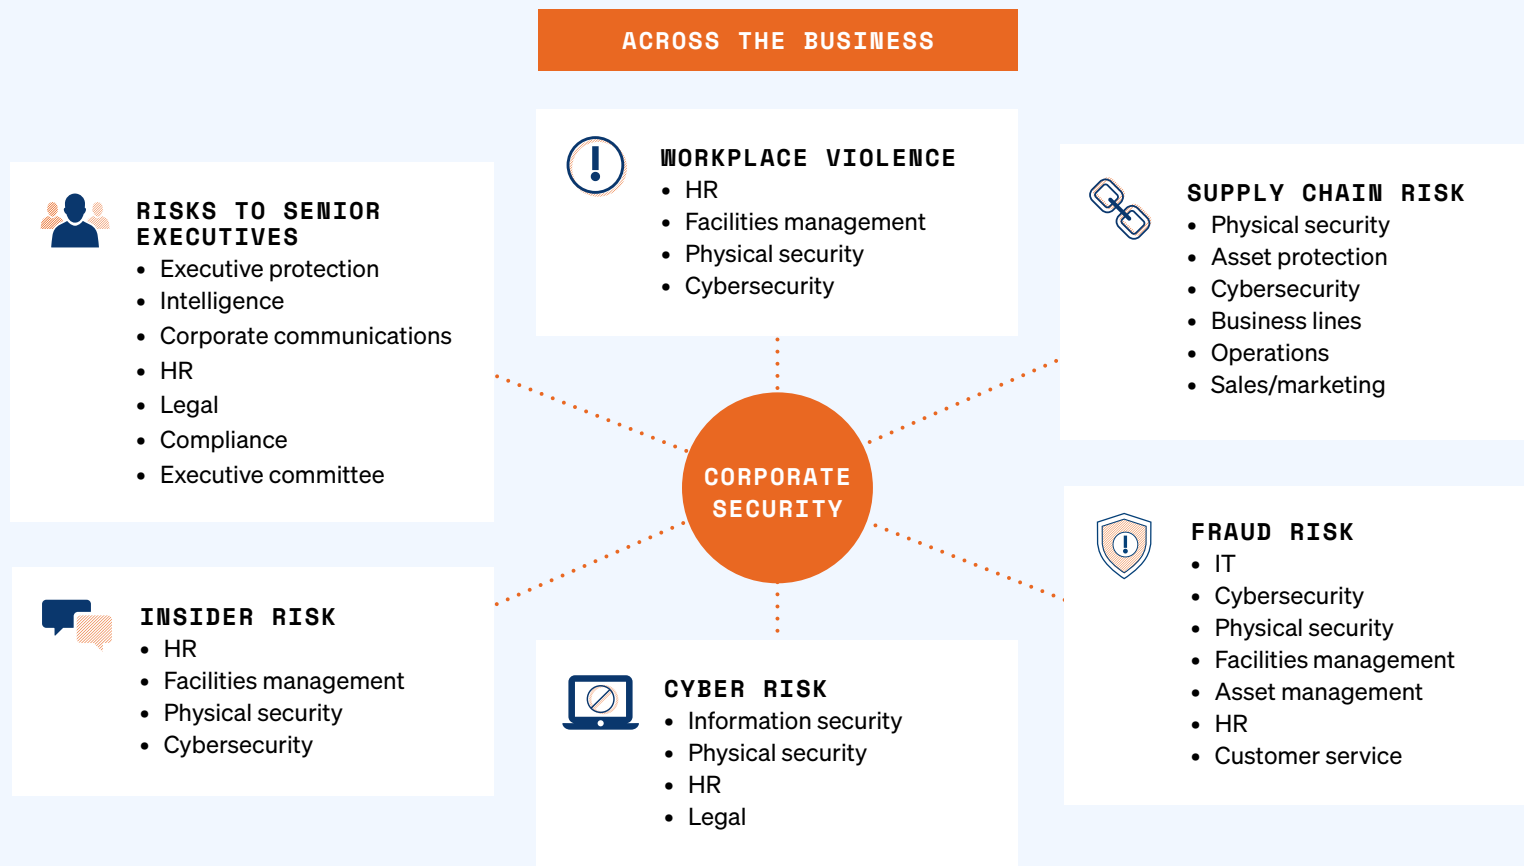 ACROSS THE BUSINESS
RISKS TO SENIOR
EXECUTIVES
• Executive protection
• Intelligence
• Corporate communications
• HR
• Legal
• Compliance
• Executive committee
WORKPLACE VIOLENCE
• HR
• Facilities management
• Physical security
• Cybersecurity
SUPPLY CHAIN RISK
• Physical security
• Asset protection
• Cybersecurity
• Business lines
• Operations
• Sales/marketing
CORPORATE
SECURITY
INSIDER RISK
• HR
• Facilities management
• Physical security
• Cybersecurity
CYBER RISK
• Information security
• Physical security
• HR
• Legal
FRAUD RISK
• IT
• Cybersecurity
• Physical security
• Facilities management
• Asset management
• HR
• Customer service